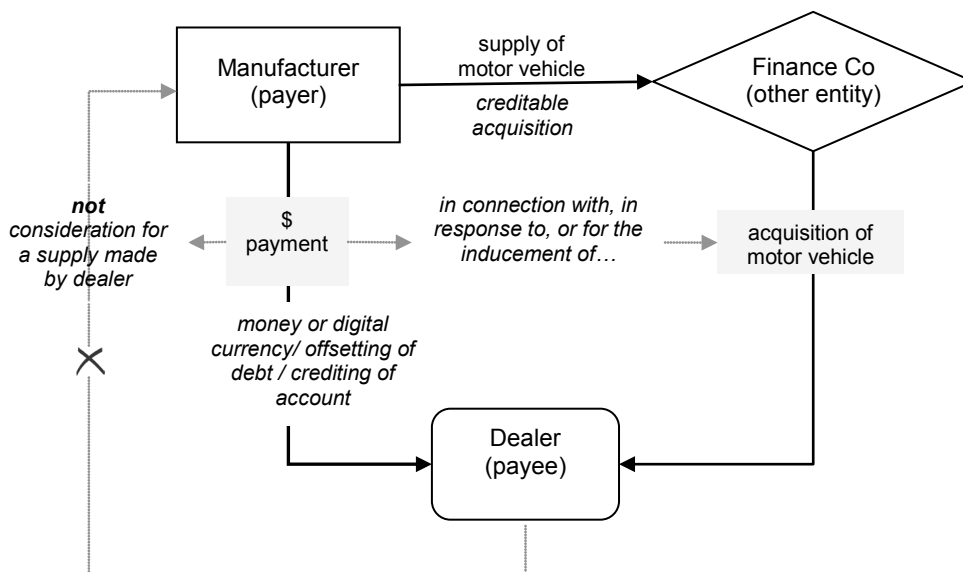 Manufacturer
(payer)
supply of
motor vehicle
creditable
acquisition
Finance Co
(other entity)
not
consideration for
a supply made
by dealer
$
payment
in connection with, in
response to, or for the
inducement of…
acquisition of
motor vehicle
money or digital
currency/ offsetting of
debt / crediting of
account
Dealer
(payee)